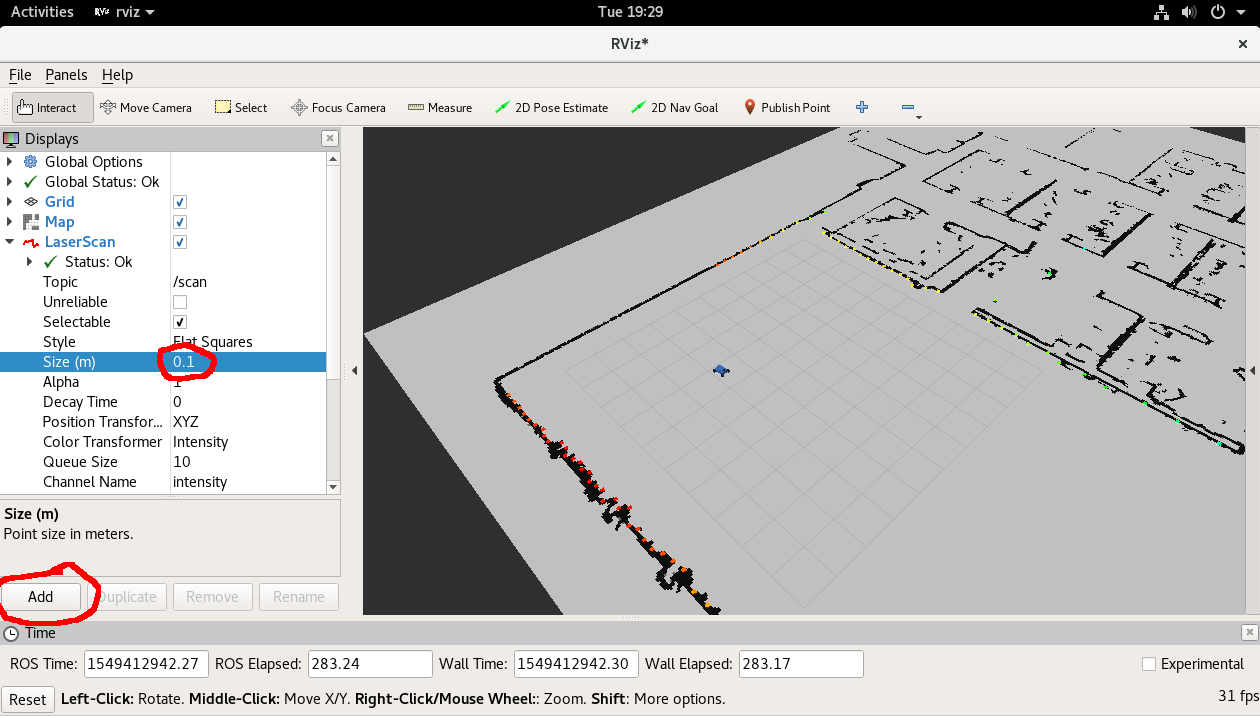 Activities RViz rviz Tue 19:29
RViz*
File Panels Help
Interact Move Camera Select Focus Camera Measure 2D Pose Estimate 2D Nav Goal Publish Point
Displays
Global Options
Global Status: Ok
Grid
Map
LaserScan
Status: Ok
Topic /scan
Unreliable
Selectable
Style Flat Squares
Size (m) 0.1
Alpha 1
Decay Time 0
Position Transfor... XYZ
Color Transformer Intensity
Queue Size 10
Channel Name intensity
Size (m)
Point size in meters.
Add Duplicate Remove Rename
Time
ROS Time: 1549412942.27 ROS Elapsed: 283.24 Wall Time: 1549412942.30 Wall Elapsed: 283.17 Experimental
Reset Left-Click: Rotate. Middle-Click: Move X/Y. Right-Click/Mouse Wheel:: Zoom. Shift: More options. 31 fps